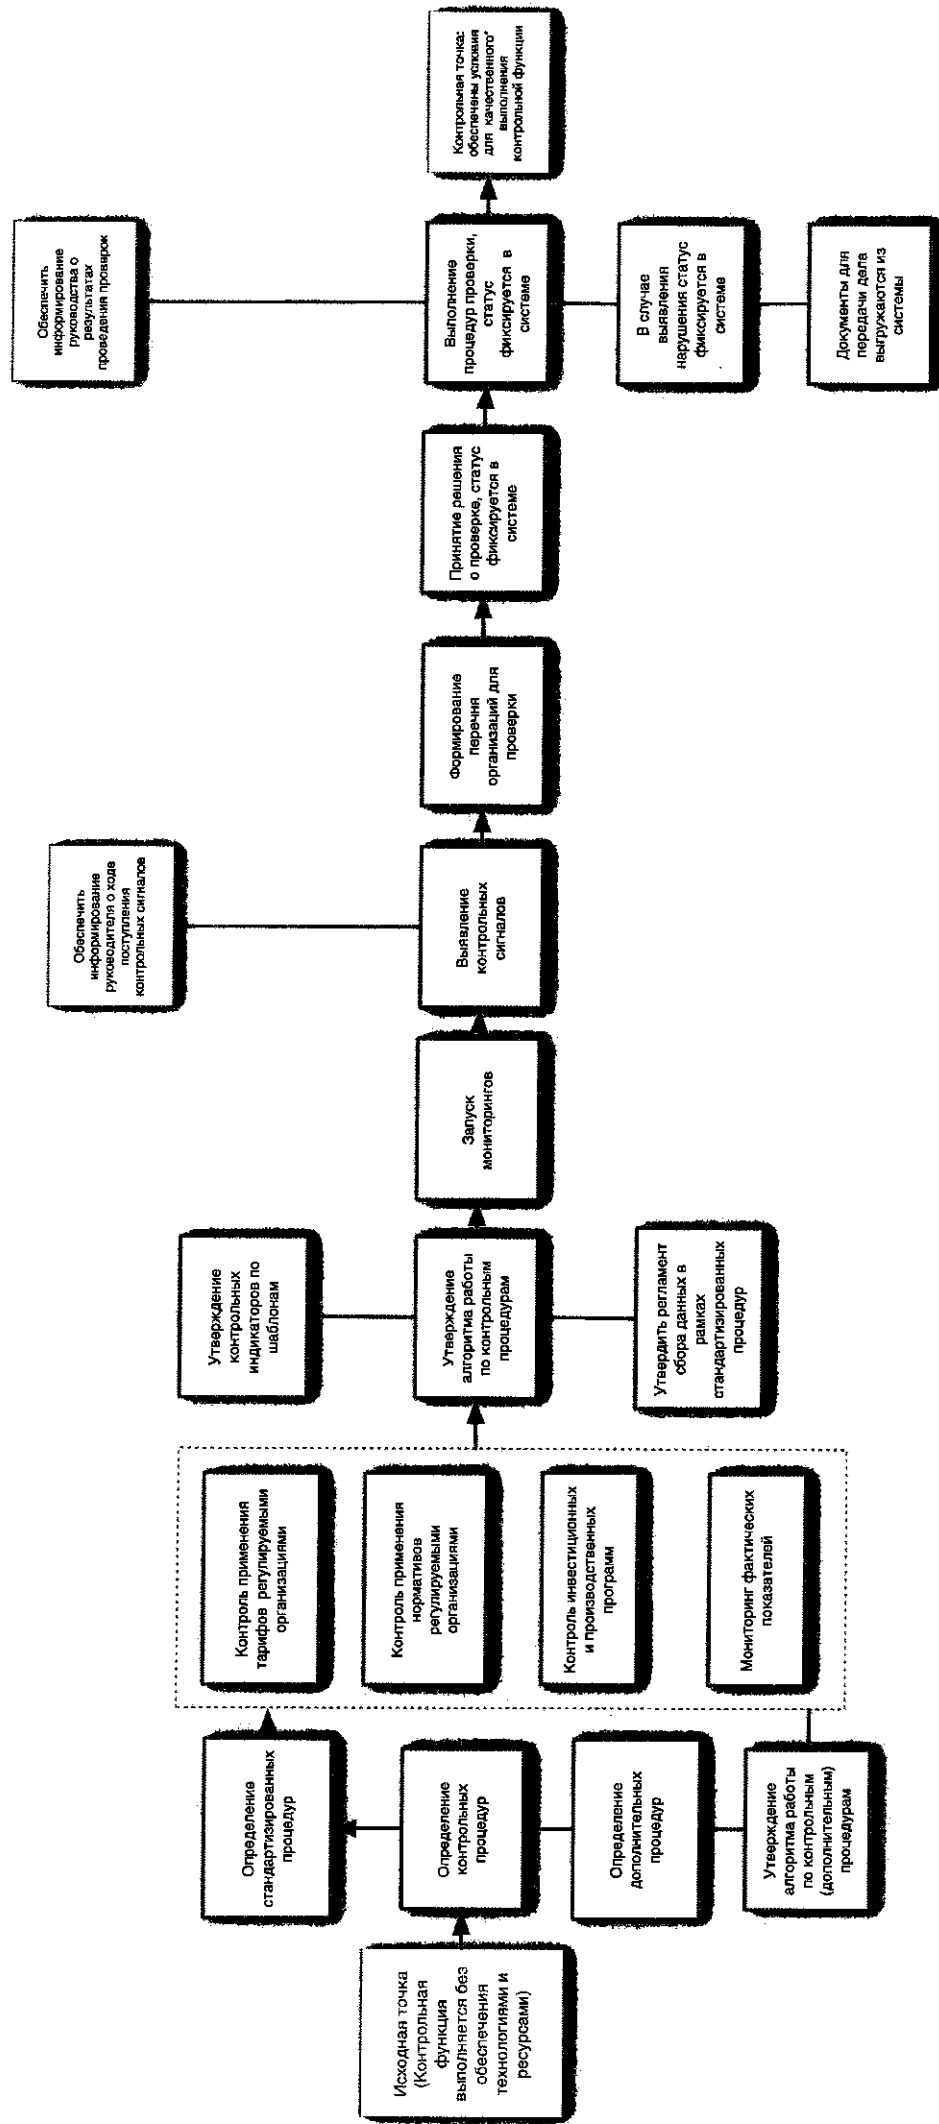 Исходная точка
(Контрольная
функция
выполняется без
обеспечения
технологиями и
ресурсами)
Определение
стандартизированных
процедур
Определение
контрольных
процедур
Определение
дополнительных
процедур
Утверждение
алгоритма работы
по контрольным
(дополнительным)
процедурам
Контроль применения
тарифов регулируемыми
организациями
Контроль применения
нормативов
регулируемыми
организациями
Контроль инвестиционных
и производственных
программ
Мониторинг фактических
показателей
Утверждение
контрольных
индикаторов по
шаблонам
Утверждение
алгоритма работы
по контрольным
процедурам
Утвердить регламент
сбора данных в
рамках
стандартизированных
процедур
Запуск
мониторингов
Обеспечить
информирование
руководителя о ходе
поступления
контрольных сигналов
Выявление
контрольных
сигналов
Формирование
перечня
организаций для
проверки
Принятие решения
о проверке, статус
фиксируется в
системе
Обеспечить
информирование
руководства о
результатах
проведения проверок
Выполнение
процедур проверки,
статус
фиксируется в
системе
В случае
выявления
нарушения статус
фиксируется в
системе
Документы для
передачи дела
выгружаются из
системы
Контрольная точка:
обеспечены условия
для качественного*
выполнения
контрольной функции